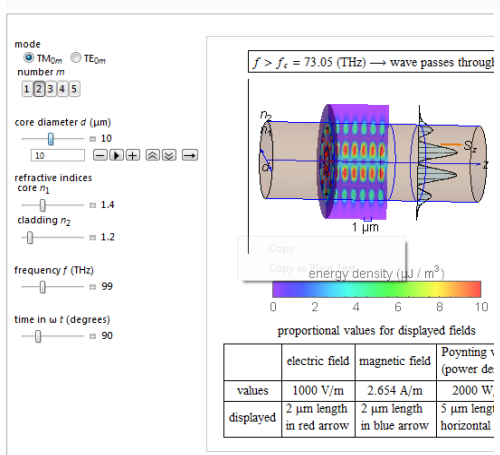 mode
TM0m TE0m
number m
1 2 3 4 5
core diameter d (μm)
10
10
refractive indices
core n1
1.4
cladding n2
1.2
frequency f (THz)
99
time in ω t (degrees)
90
f > fc = 73.05 (THz) ⟶ wave passes through
n2
n1
d
Sz
z
1 μm
Copy
energy density (μJ / m³)
0 2 4 6 8 10
proportional values for displayed fields
electric field magnetic field Poynting v
(power de
values 1000 V/m 2.654 A/m 2000 W
displayed 2 μm length 2 μm length 5 μm lengt
in red arrow in blue arrow horizontal